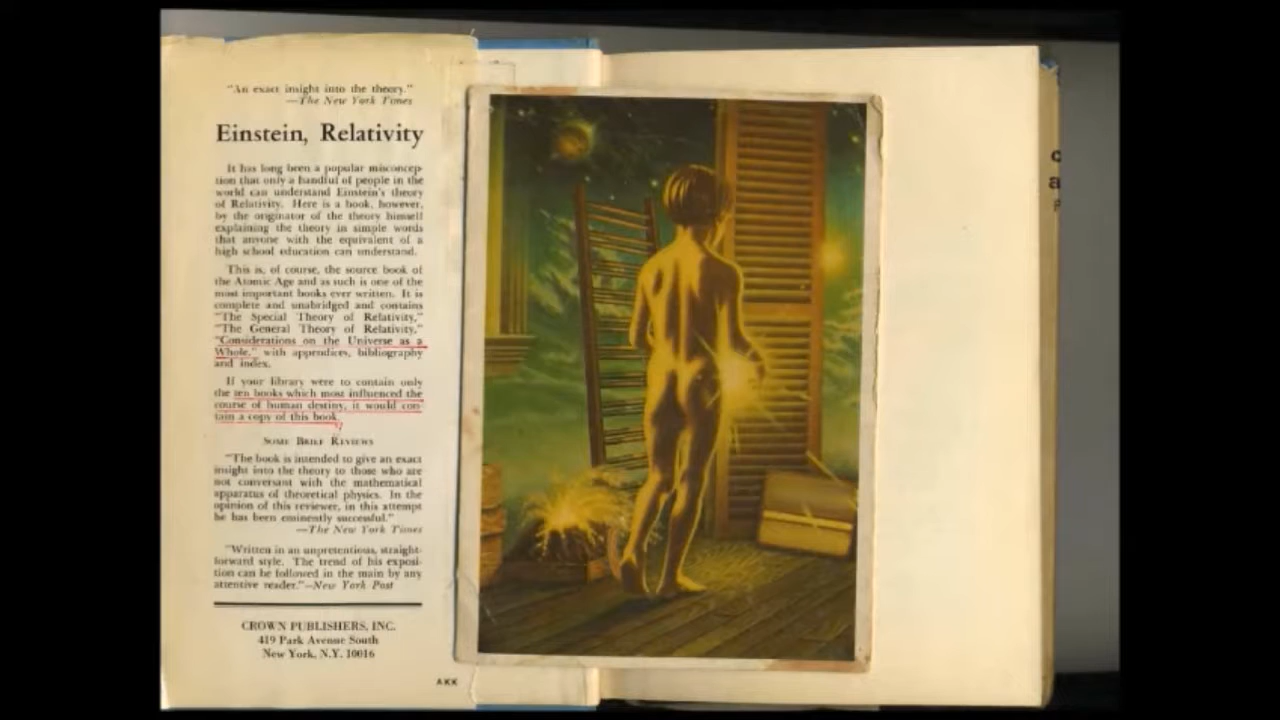 "An exact insight into the theory."
—The New York Times
Einstein, Relativity
It has long been a popular misconcep-
tion that only a handful of people in the
world can understand Einstein's theory
of Relativity. Here is a book, however,
by the originator of the theory himself
explaining the theory in simple words
that anyone with the equivalent of a
high school education can understand.
This is, of course, the source book of
the Atomic Age and as such is one of the
most important books ever written. It is
complete and unabridged and contains
"The Special Theory of Relativity,"
"The General Theory of Relativity,"
"Considerations on the Universe as a
Whole," with appendices, bibliography
and index.
If your library were to contain only
the ten books which most influenced the
course of human destiny, it would con-
tain a copy of this book.
SOME BRIEF REVIEWS
"The book is intended to give an exact
insight into the theory to those who are
not conversant with the mathematical
apparatus of theoretical physics. In the
opinion of this reviewer, in this attempt
he has been eminently successful."
—The New York Times
"Written in an unpretentious, straight-
forward style. The trend of his exposi-
tion can be followed in the main by any
attentive reader."—New York Post
CROWN PUBLISHERS, INC.
419 Park Avenue South
New York, N.Y. 10016
AKK